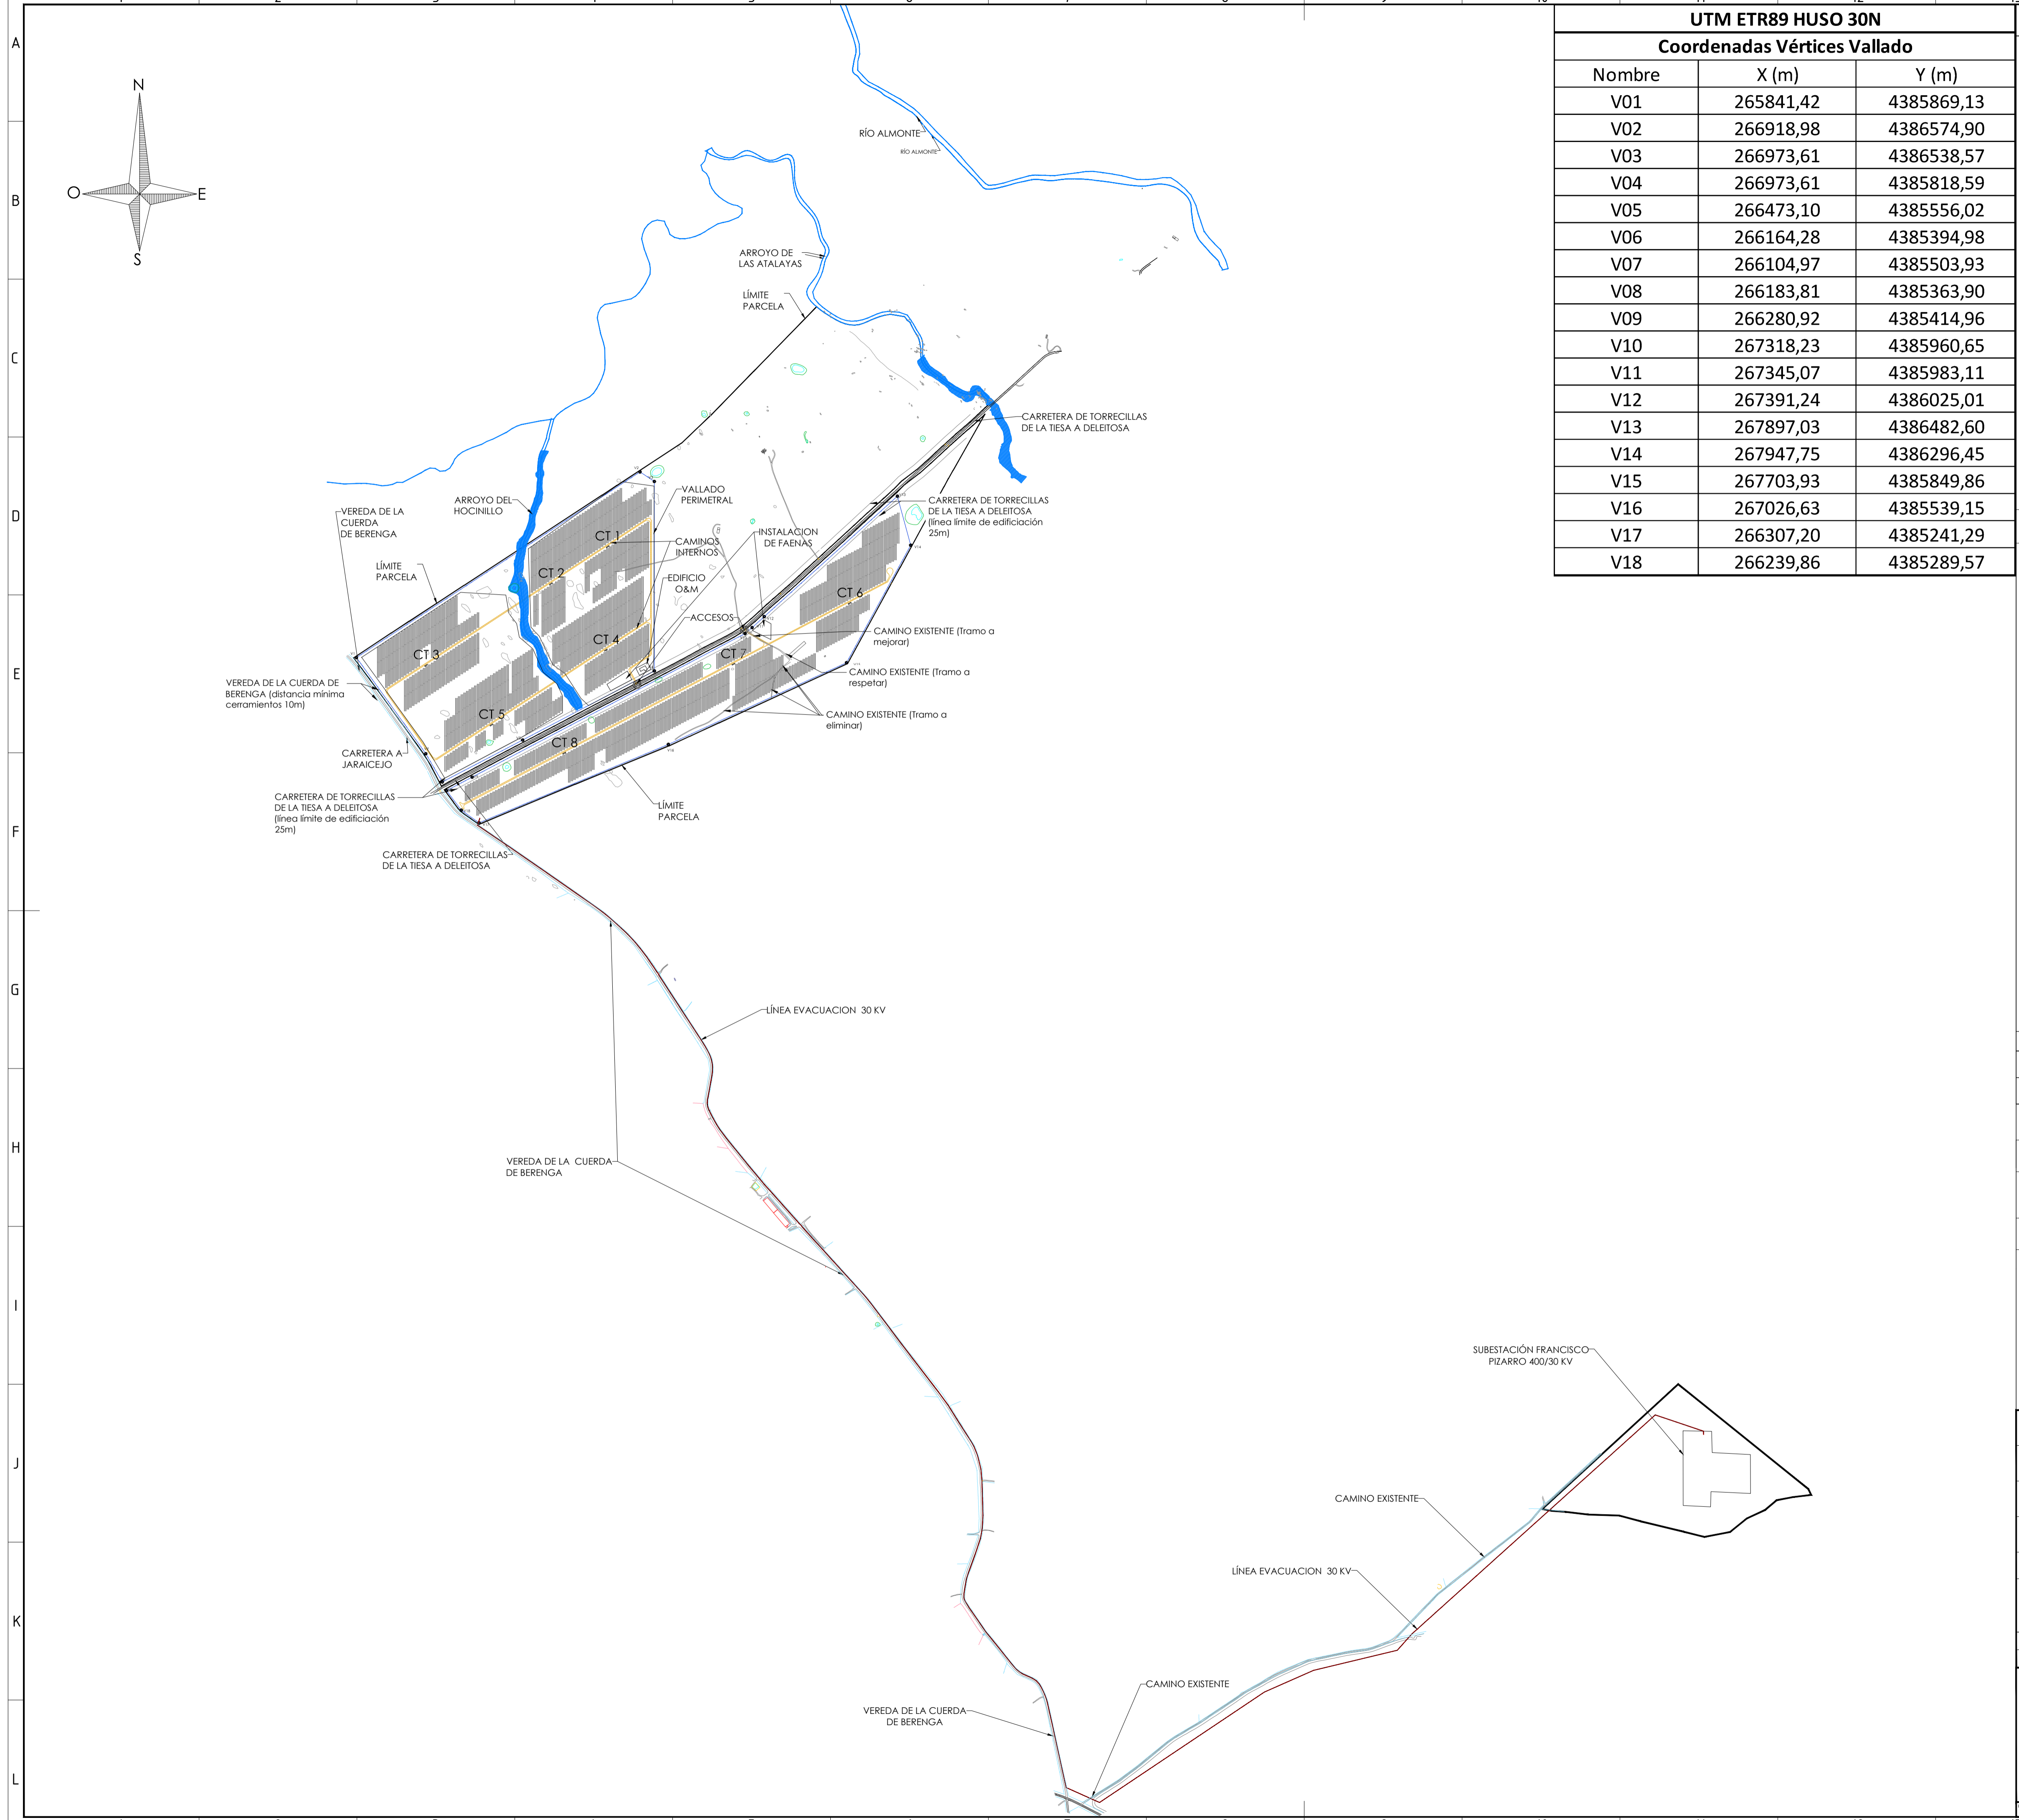 UTM ETR89 HUSO 30N
Coordenadas Vértices Vallado
Nombre X (m) Y (m)
V01 265841,42 4385869,13
V02 266918,98 4386574,90
V03 266973,61 4386538,57
V04 266973,61 4385818,59
V05 266473,10 4385556,02
V06 266164,28 4385394,98
V07 266104,97 4385503,93
V08 266183,81 4385363,90
V09 266280,92 4385414,96
V10 267318,23 4385960,65
V11 267345,07 4385983,11
V12 267391,24 4386025,01
V13 267897,03 4386482,60
V14 267947,75 4386296,45
V15 267703,93 4385849,86
V16 267026,63 4385539,15
V17 266307,20 4385241,29
V18 266239,86 4385289,57
A
B
C
D
E
F
G
H
I
J
K
L
N
O
E
S
RÍO ALMONTE
RÍO ALMONTE
ARROYO DE
LAS ATALAYAS
LÍMITE
PARCELA
CARRETERA DE TORRECILLAS
DE LA TIESA A DELEITOSA
VALLADO
PERIMETRAL
ARROYO DEL
HOCINILLO
VEREDA DE LA
CUERDA
DE BERENGA
CARRETERA DE TORRECILLAS
DE LA TIESA A DELEITOSA
(línea límite de edificiación
25m)
INSTALACION
DE FAENAS
CT 1
CAMINOS
INTERNOS
LÍMITE
PARCELA
CT 2
EDIFICIO
O&M
CT 6
ACCESOS
CAMINO EXISTENTE (Tramo a
mejorar)
CT 4
CT 3
CT 7
CAMINO EXISTENTE (Tramo a
respetar)
VEREDA DE LA CUERDA DE
BERENGA (distancia mínima
cerramientos 10m)
CT 5
CAMINO EXISTENTE (Tramo a
eliminar)
CT 8
CARRETERA A
JARAICEJO
CARRETERA DE TORRECILLAS
DE LA TIESA A DELEITOSA
(línea límite de edificiación
25m)
LÍMITE
PARCELA
CARRETERA DE TORRECILLAS
DE LA TIESA A DELEITOSA
LÍNEA EVACUACION 30 KV
VEREDA DE LA CUERDA
DE BERENGA
SUBESTACIÓN FRANCISCO
PIZARRO 400/30 KV
CAMINO EXISTENTE
LÍNEA EVACUACION 30 KV
CAMINO EXISTENTE
VEREDA DE LA CUERDA
DE BERENGA